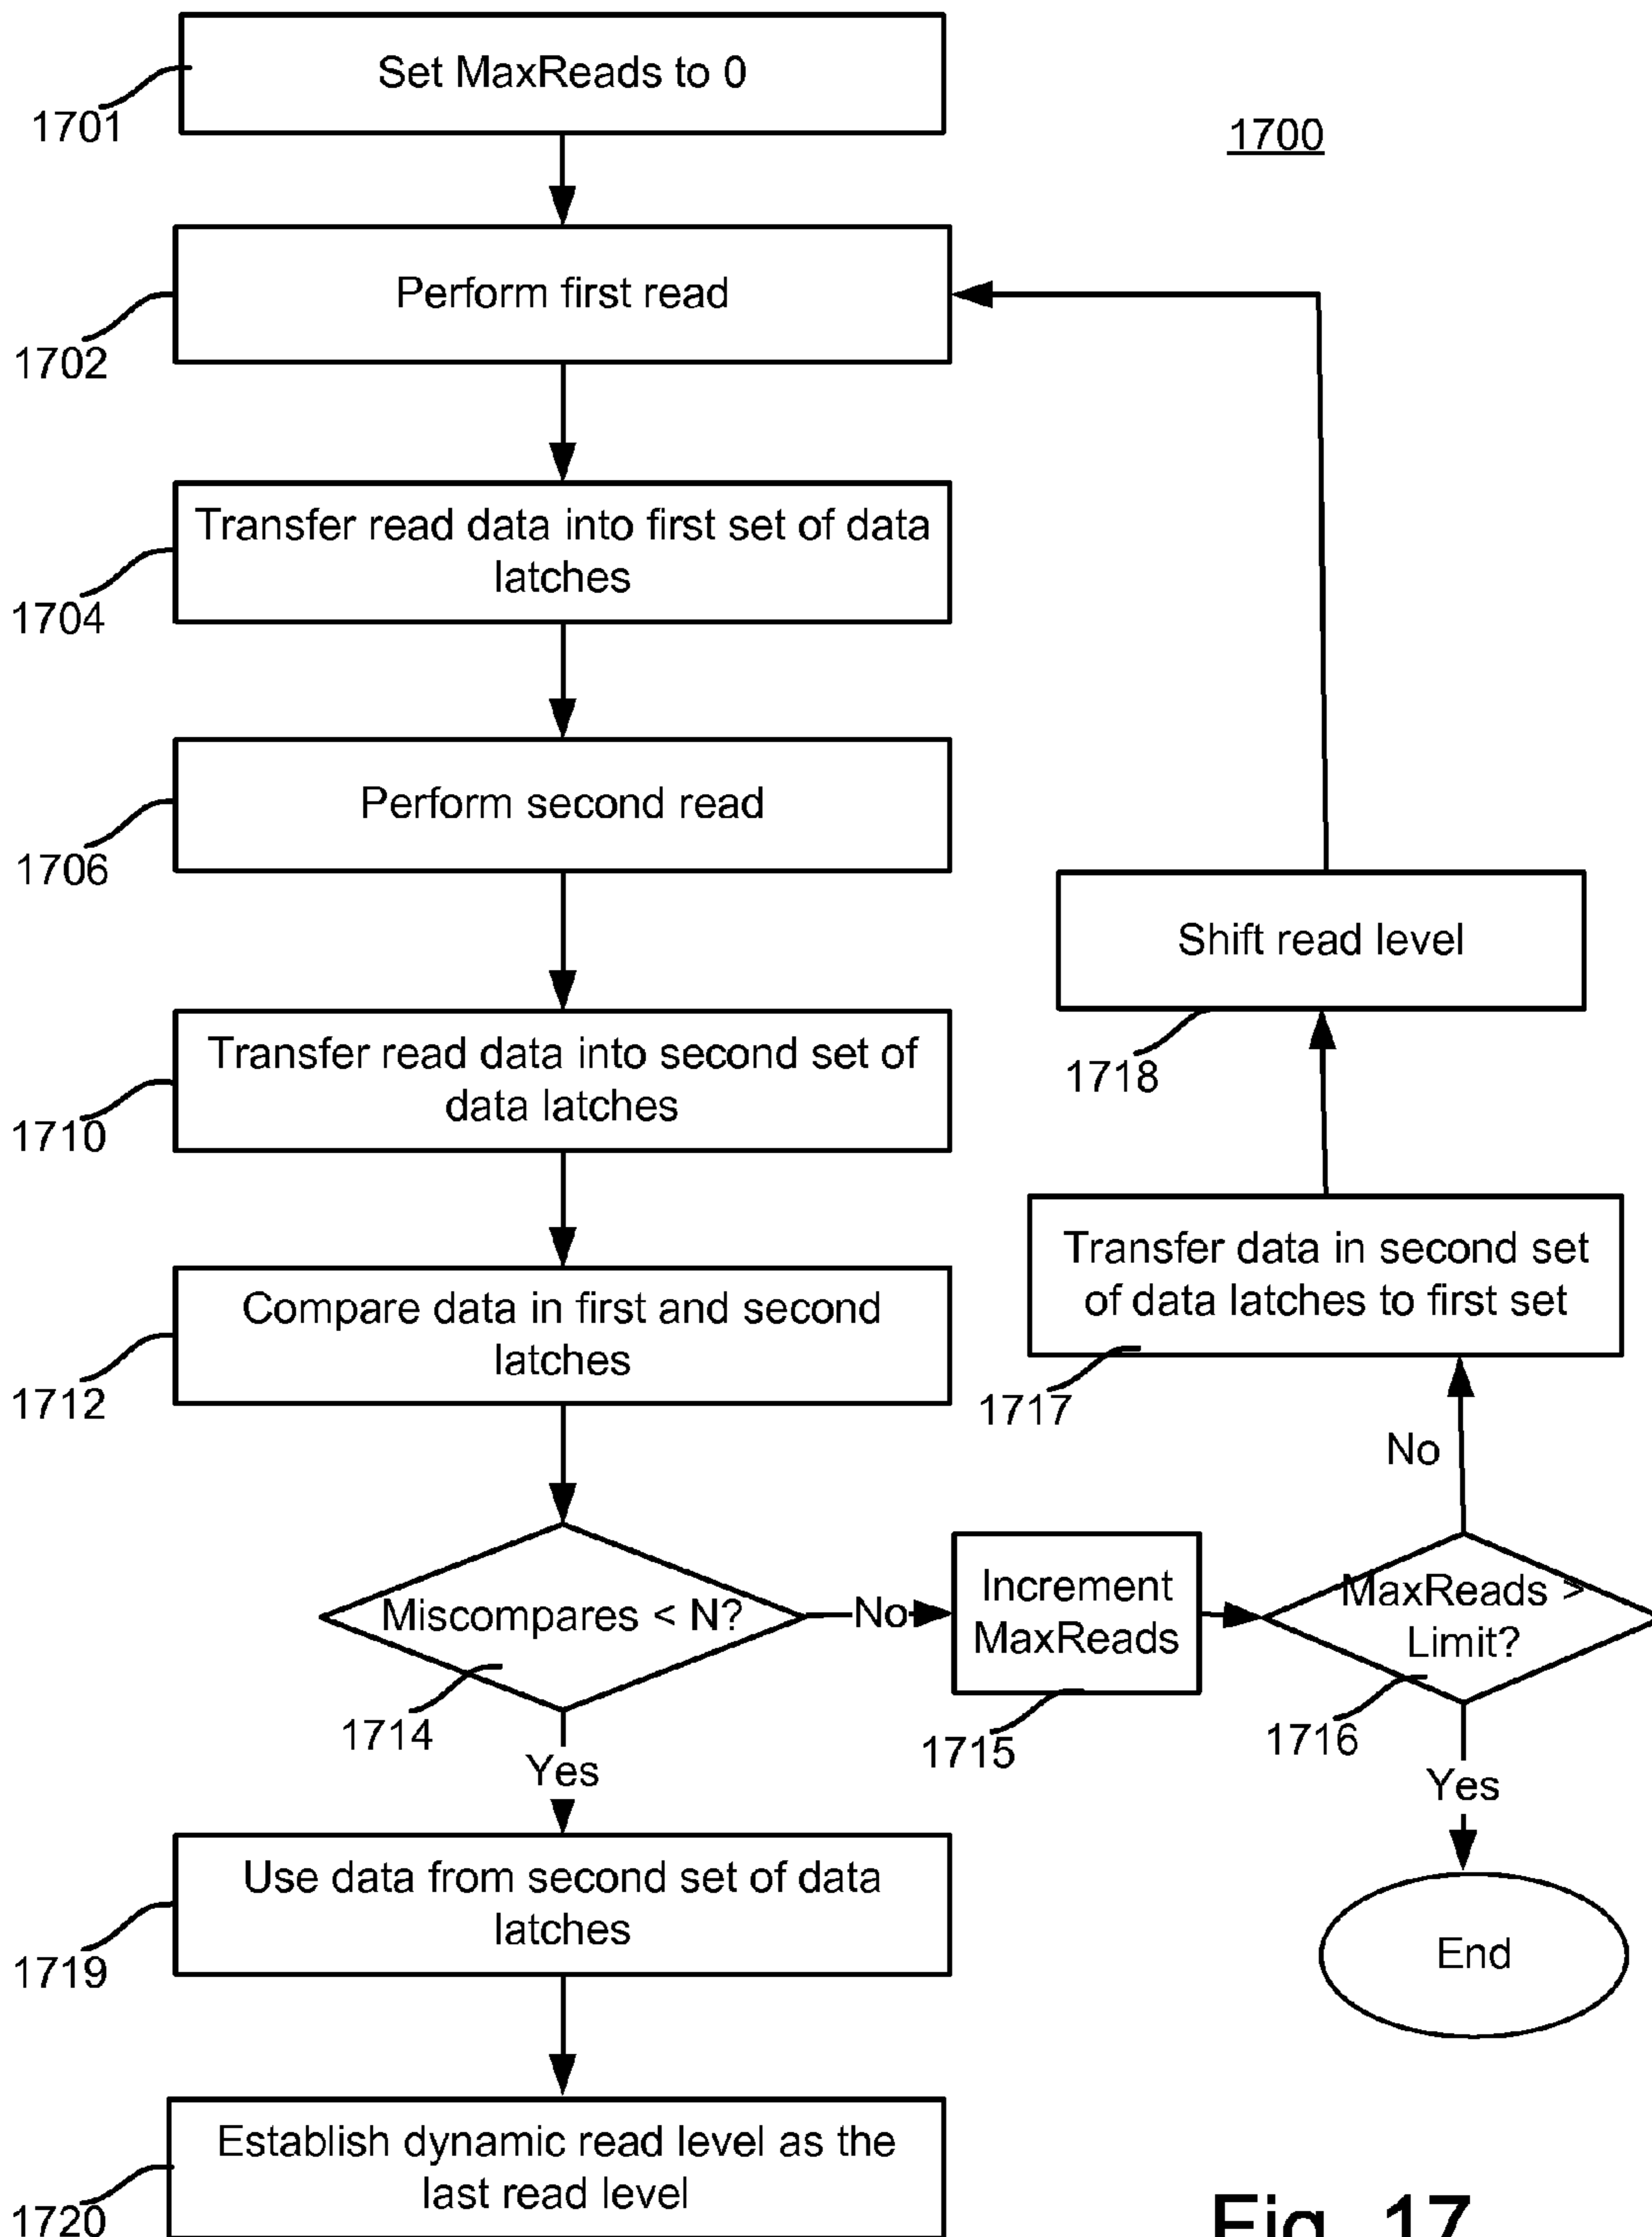 Set MaxReads to 0
1701
1700
Perform first read
1702
Transfer read data into first set of data
latches
1704
Perform second read
1706
Shift read level
1718
Transfer read data into second set of
data latches
1710
Transfer data in second set
of data latches to first set
1717
Compare data in first and second
latches
1712
No
Miscompares < N?
1714
No
Increment
MaxReads
1715
MaxReads >
Limit?
1716
Yes
Yes
Use data from second set of data
latches
1719
End
Establish dynamic read level as the
last read level
1720
Fig. 17